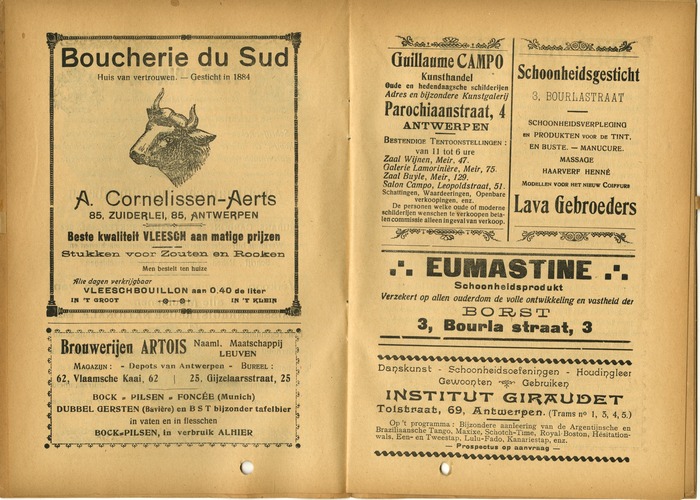 Boucherie du Sud
Huis van vertrouwen. — Gesticht in 1884
A. Cornelissen-Aerts
85, ZUIDERLEI, 85, ANTWERPEN
Beste kwaliteit VLEESCH aan matige prijzen
Stukken voor Zouten en Rooken
Men bestelt ten huize
Alle dagen verkrijgbaar
VLEESCHBOUILLON aan 0.40 de liter
IN 'T GROOT IN 'T KLEIN
Brouwerijen ARTOIS Naaml. Maatschappij
LEUVEN
MAGAZIJN : - Depots van Antwerpen - BUREEL :
62, Vlaamsche Kaai, 62 | 25, Gijzelaarsstraat, 25
BOCK = PILSEN = FONCÉE (Munich)
DUBBEL GERSTEN (Bavière) en B S T bijzonder tafelbier
in vaten en in flesschen
BOCK=PILSEN, in verbruik ALHIER
Guillaume CAMPO
Kunsthandel
Oude en hedendaagsche schilderijen
Adres en bijzondere Kunstgalerij
Parochiaanstraat, 4
ANTWERPEN
BESTENDIGE TENTOONSTELLINGEN :
van 11 tot 6 ure
Zaal Wijnen, Meir, 47.
Galerie Lamorinière, Meir, 75.
Zaal Buyle, Meir, 129.
Salon Campo, Leopoldstraat, 51.
Schattingen, Waardeeringen, Openbare
verkoopingen, enz.
De personen welke oude of moderne
schilderijen wenschen te verkoopen beta-
len commissie alleen in geval van verkoop.
Schoonheidsgesticht
3, BOURLASTRAAT
SCHOONHEIDSVERPLEGING
EN PRODUKTEN VOOR DE TINT.
EN BUSTE. — MANUCURE.
MASSAGE
HAARVERF HENNÉ
MODELLEN VOOR HET NIEUW COIFFURE
Lava Gebroeders
EUMASTINE
Schoonheidsprodukt
Verzekert op allen ouderdom de volle ontwikkeling en vastheid der
BORST
3, Bourla straat, 3
Danskunst - Schoonheidsoefeningen - Houdingleer
Gewoonten Gebruiken
INSTITUT GIRAUDET
Tolstraat, 69, Antwerpen. (Trams nº 1, 3, 4, 5.)
Op 't programma : Bijzondere aanleering van de Argentijnsche en
Braziliaansche Tango, Maxixe, Schotch-Time, Royal-Boston, Hésitation-
wals, Een- en Tweestap, Lulu-Fado, Kanariestap, enz.
— Prospectus op aanvraag —